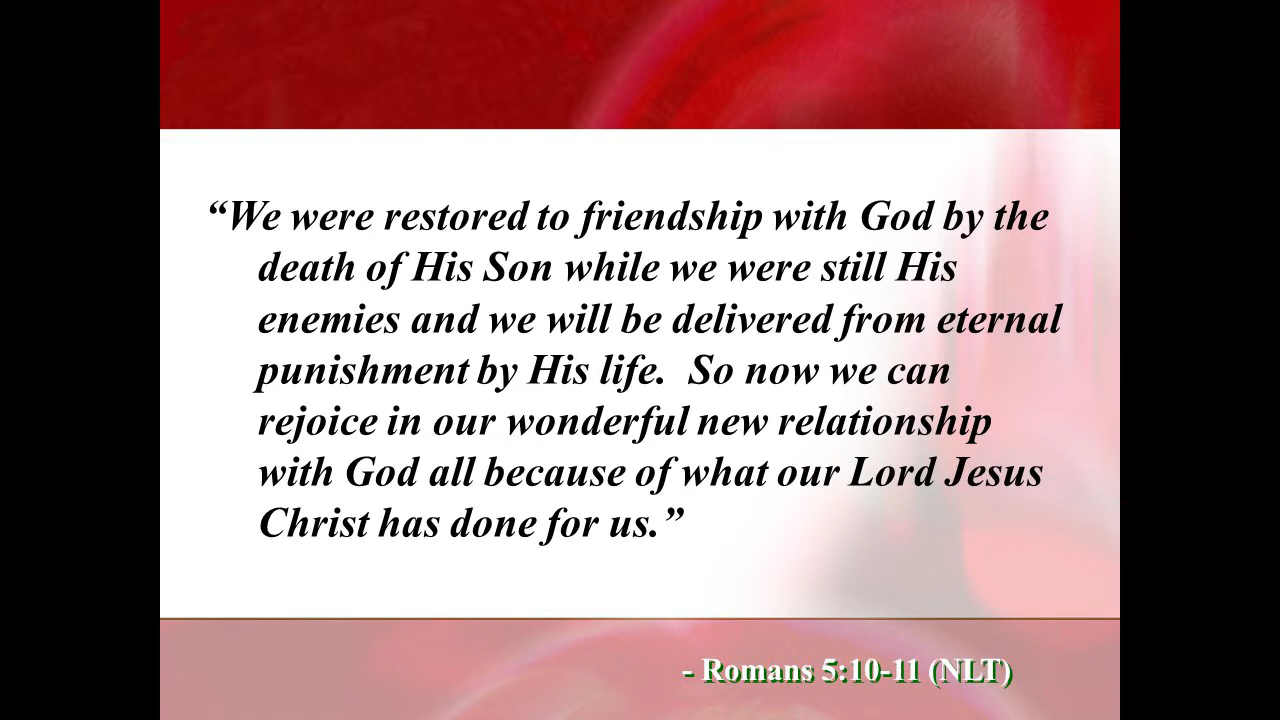 “We were restored to friendship with God by the
death of His Son while we were still His
enemies and we will be delivered from eternal
punishment by His life.  So now we can
rejoice in our wonderful new relationship
with God all because of what our Lord Jesus
Christ has done for us.”
- Romans 5:10-11 (NLT)